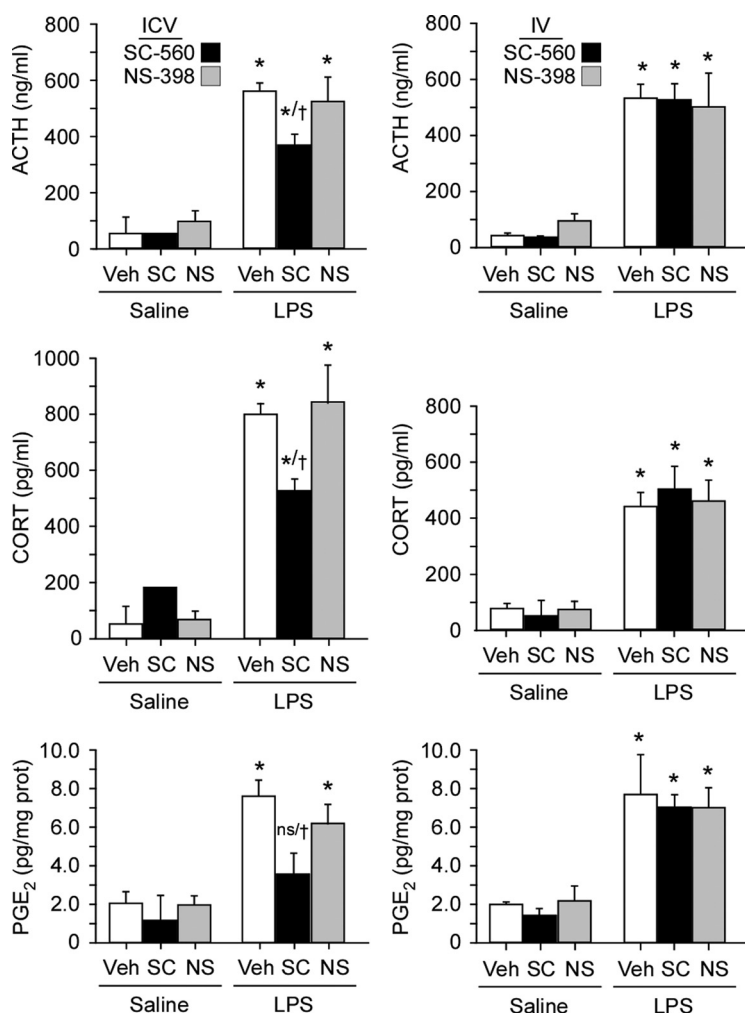 ICV
SC-560
NS-398
ACTH (ng/ml)
800
600
400
200
0
* */† *
Veh SC NS Veh SC NS
Saline LPS
IV
SC-560
NS-398
ACTH (ng/ml)
800
600
400
200
0
* * *
Veh SC NS Veh SC NS
Saline LPS
CORT (pg/ml)
1000
800
600
400
200
0
* */† *
Veh SC NS Veh SC NS
Saline LPS
CORT (pg/ml)
800
600
400
200
0
* * *
Veh SC NS Veh SC NS
Saline LPS
PGE₂ (pg/mg prot)
10.0
8.0
6.0
4.0
2.0
0
* ns/† *
Veh SC NS Veh SC NS
Saline LPS
PGE₂ (pg/mg prot)
10.0
8.0
6.0
4.0
2.0
0
* * *
Veh SC NS Veh SC NS
Saline LPS